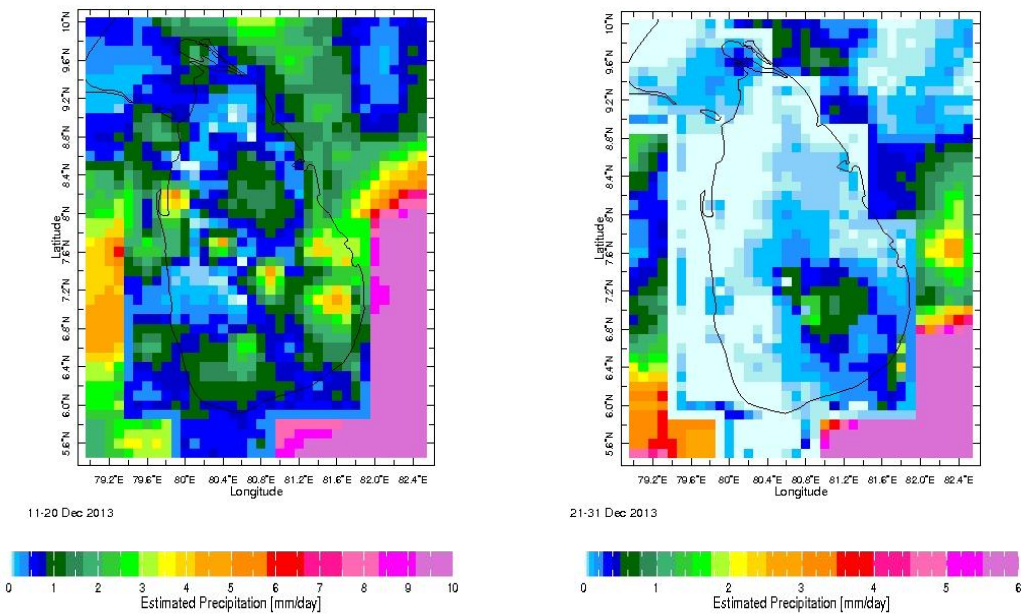 10°N
9.6°N
9.2°N
8.8°N
8.4°N
8°N
7.6°N
7.2°N
6.8°N
6.4°N
6.0°N
5.6°N
Latitude
79.2°E 79.6°E 80°E 80.4°E 80.8°E 81.2°E 81.6°E 82.0°E 82.4°E
Longitude
11-20 Dec 2013
0 1 2 3 4 5 6 7 8 9 10
Estimated Precipitation [mm/day]
10°N
9.6°N
9.2°N
8.8°N
8.4°N
8°N
7.6°N
7.2°N
6.8°N
6.4°N
6.0°N
5.6°N
Latitude
79.2°E 79.6°E 80°E 80.4°E 80.8°E 81.2°E 81.6°E 82.0°E 82.4°E
Longitude
21-31 Dec 2013
0 1 2 3 4 5 6
Estimated Precipitation [mm/day]